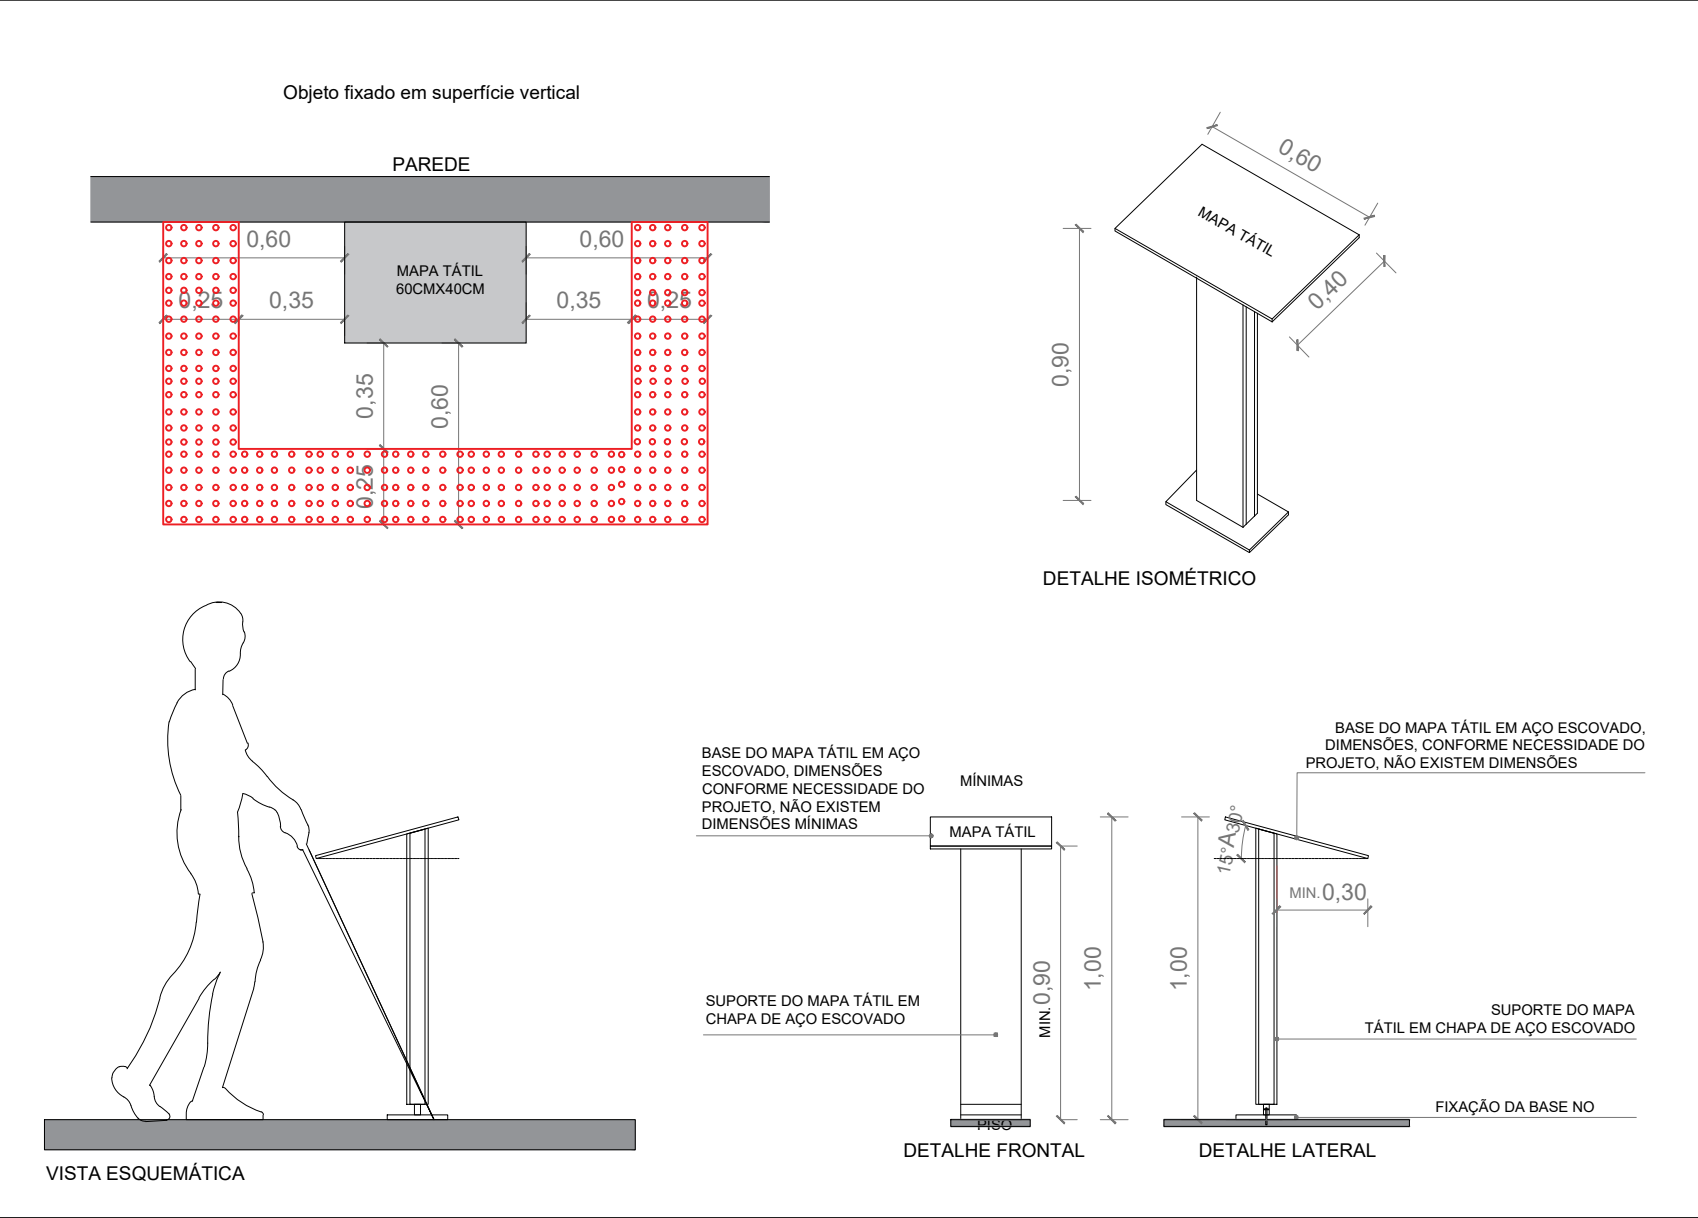 Objeto fixado em superfície vertical
PAREDE
0,60
0,60
MAPA TÁTIL
60CMX40CM
0,25
0,35
0,35
0,25
0,35
0,60
0,25
0,60
MAPA TÁTIL
0,40
0,90
DETALHE ISOMÉTRICO
VISTA ESQUEMÁTICA
BASE DO MAPA TÁTIL EM AÇO
ESCOVADO, DIMENSÕES
CONFORME NECESSIDADE DO
PROJETO, NÃO EXISTEM
DIMENSÕES MÍNIMAS
MÍNIMAS
MAPA TÁTIL
SUPORTE DO MAPA TÁTIL EM
CHAPA DE AÇO ESCOVADO
MIN.0,90
1,00
PISO
DETALHE FRONTAL
BASE DO MAPA TÁTIL EM AÇO ESCOVADO,
DIMENSÕES, CONFORME NECESSIDADE DO
PROJETO, NÃO EXISTEM DIMENSÕES
15°A30°
MIN.0,30
1,00
SUPORTE DO MAPA
TÁTIL EM CHAPA DE AÇO ESCOVADO
FIXAÇÃO DA BASE NO
DETALHE LATERAL